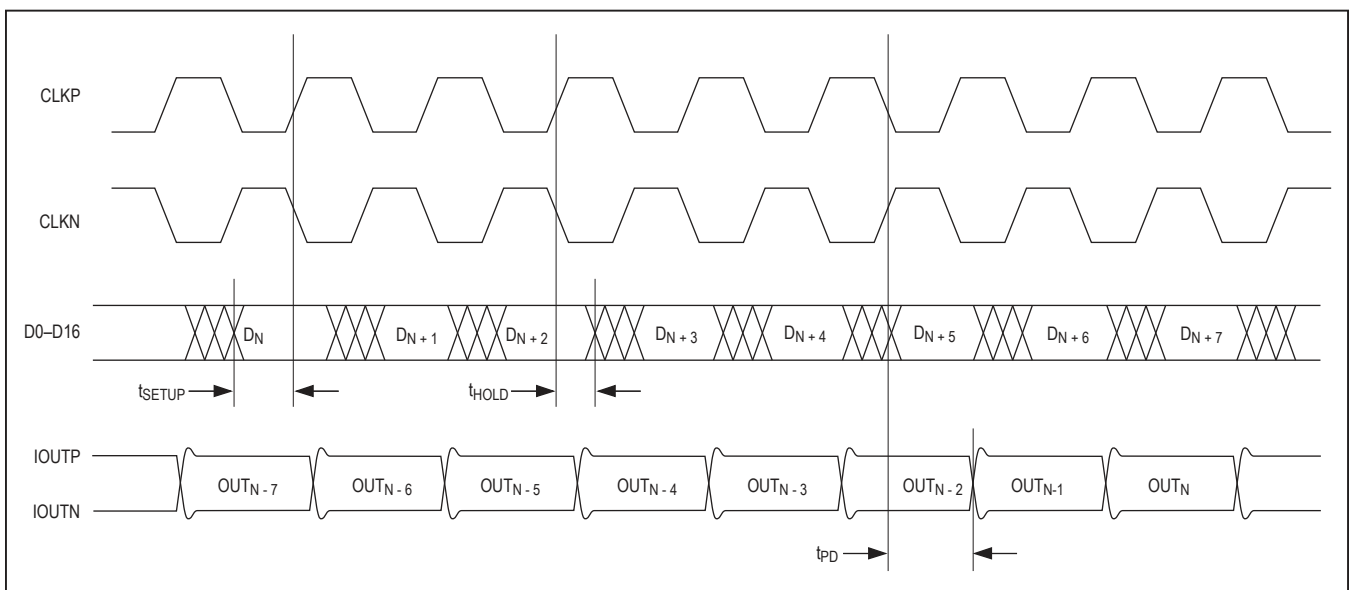 CLKP
CLKN
D0–D16
DN
DN + 1
DN + 2
DN + 3
DN + 4
DN + 5
DN + 6
DN + 7
tSETUP
tHOLD
IOUTP
IOUTN
OUTN - 7
OUTN - 6
OUTN - 5
OUTN - 4
OUTN - 3
OUTN - 2
OUTN-1
OUTN
tPD